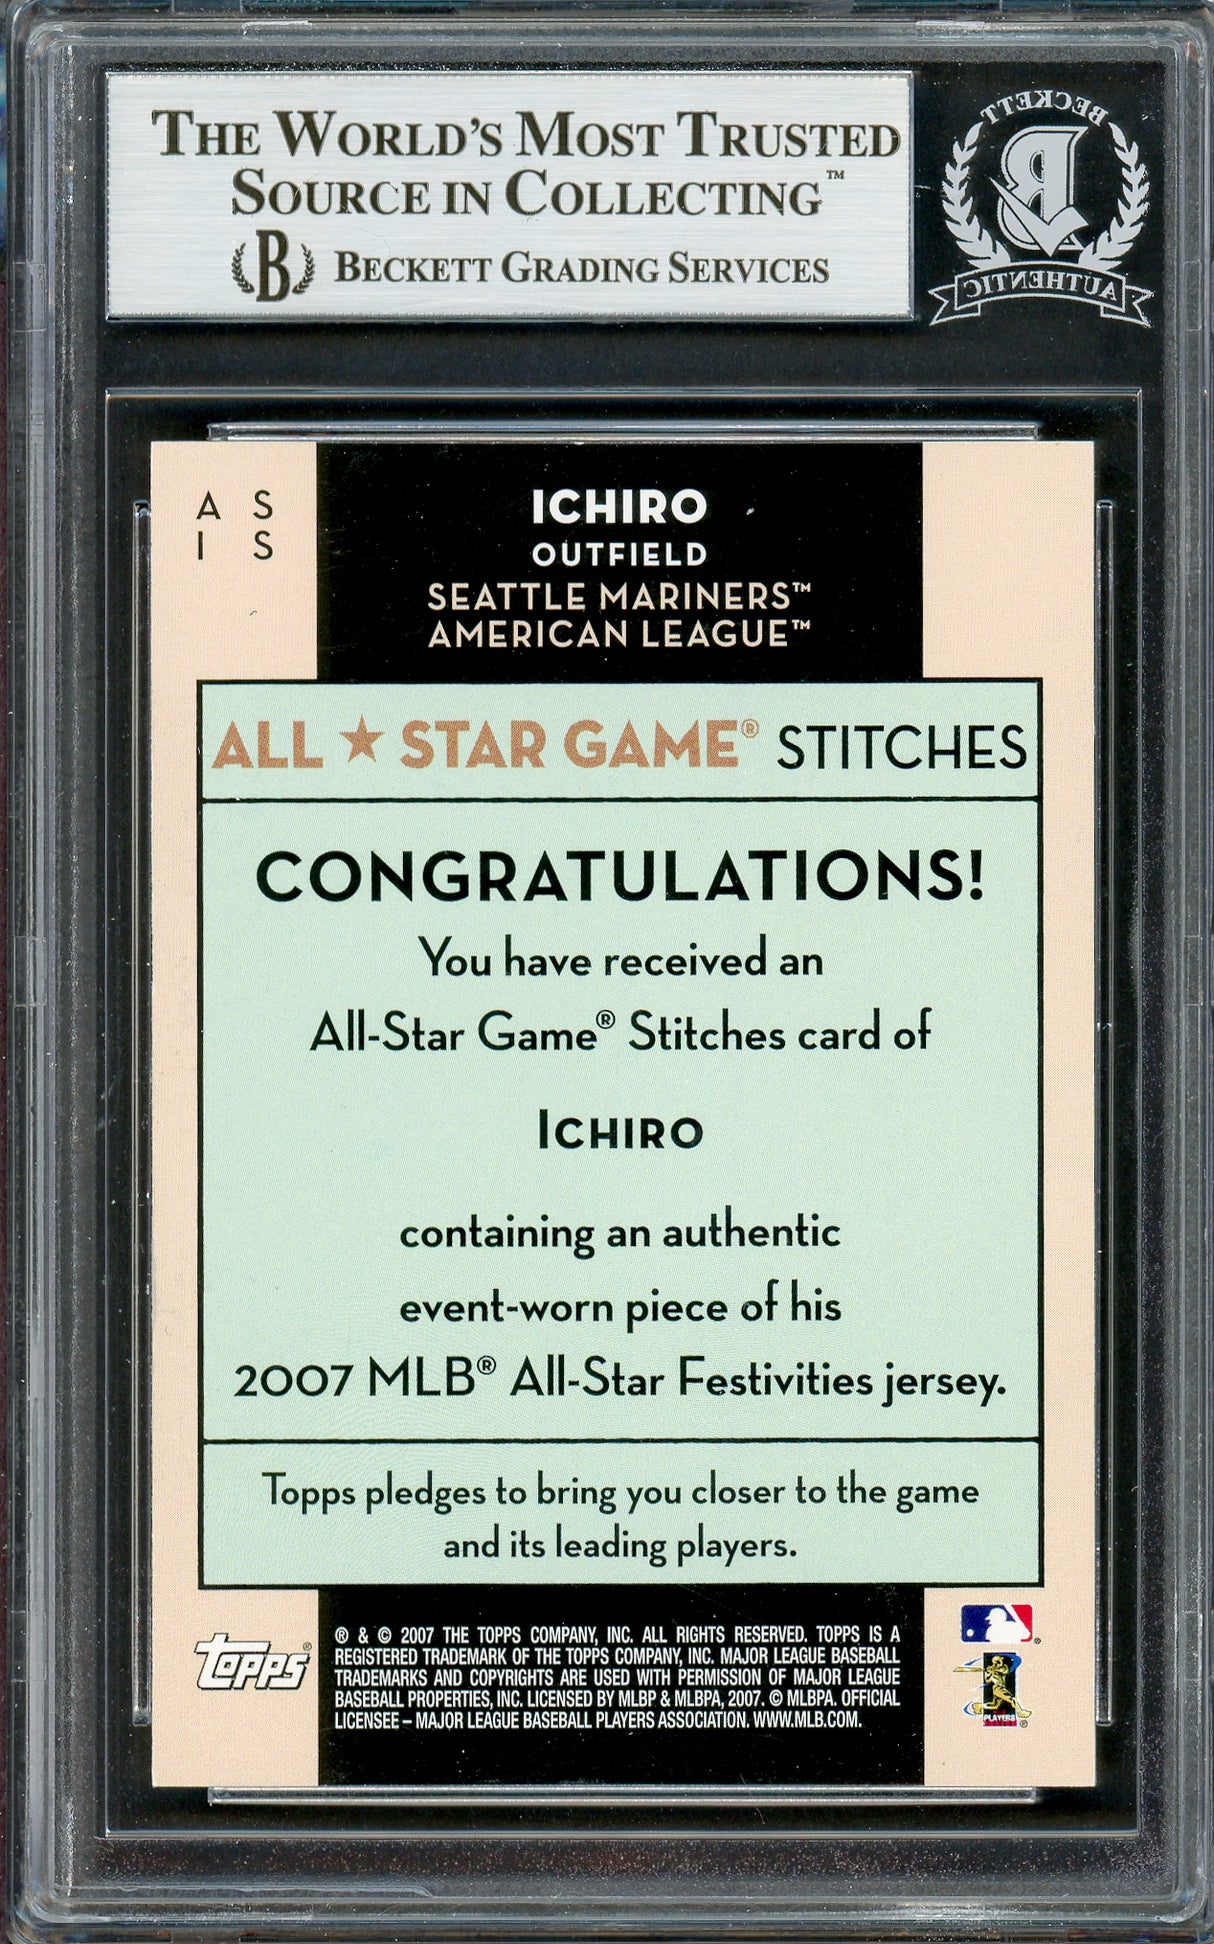 THE WORLD'S MOST TRUSTED
SOURCE IN COLLECTING™
B BECKETT GRADING SERVICES
BECKETT
B
AUTHENTIC
A S
I S
ICHIRO
OUTFIELD
SEATTLE MARINERS™
AMERICAN LEAGUE™
ALL ★ STAR GAME® STITCHES
CONGRATULATIONS!
You have received an
All-Star Game® Stitches card of
ICHIRO
containing an authentic
event-worn piece of his
2007 MLB® All-Star Festivities jersey.
Topps pledges to bring you closer to the game
and its leading players.
topps®
® & © 2007 THE TOPPS COMPANY, INC. ALL RIGHTS RESERVED. TOPPS IS A
REGISTERED TRADEMARK OF THE TOPPS COMPANY, INC. MAJOR LEAGUE BASEBALL
TRADEMARKS AND COPYRIGHTS ARE USED WITH PERMISSION OF MAJOR LEAGUE
BASEBALL PROPERTIES, INC. LICENSED BY MLBP & MLBPA, 2007. © MLBPA. OFFICIAL
LICENSEE – MAJOR LEAGUE BASEBALL PLAYERS ASSOCIATION. WWW.MLB.COM.
PLAYERS